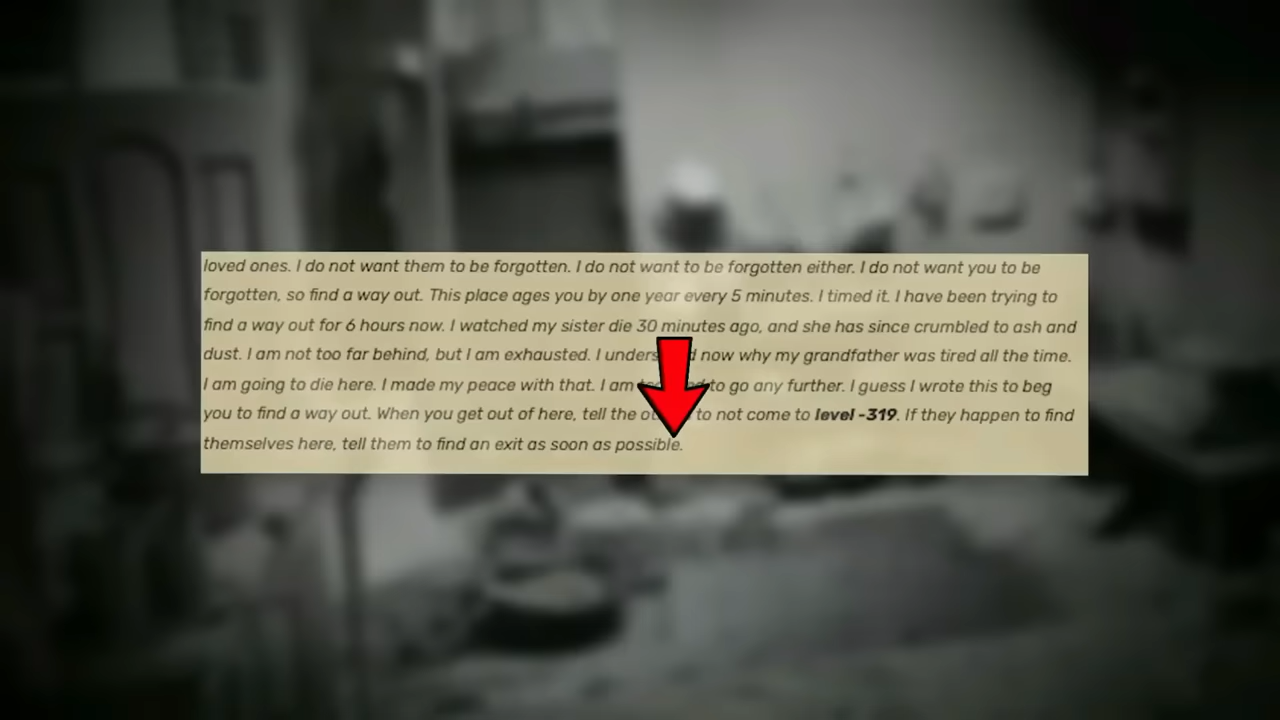 loved ones. I do not want them to be forgotten. I do not want to be forgotten either. I do not want you to be
forgotten, so find a way out. This place ages you by one year every 5 minutes. I timed it. I have been trying to
find a way out for 6 hours now. I watched my sister die 30 minutes ago, and she has since crumbled to ash and
dust. I am not too far behind, but I am exhausted. I now why my grandfather was tired all the time.
I am going to die here. I made my peace with that. I am to go any further. I guess I wrote this to beg
you to find a way out. When you get out of here, tell the to not come to level -319. If they happen to find
themselves here, tell them to find an exit as soon as possible.